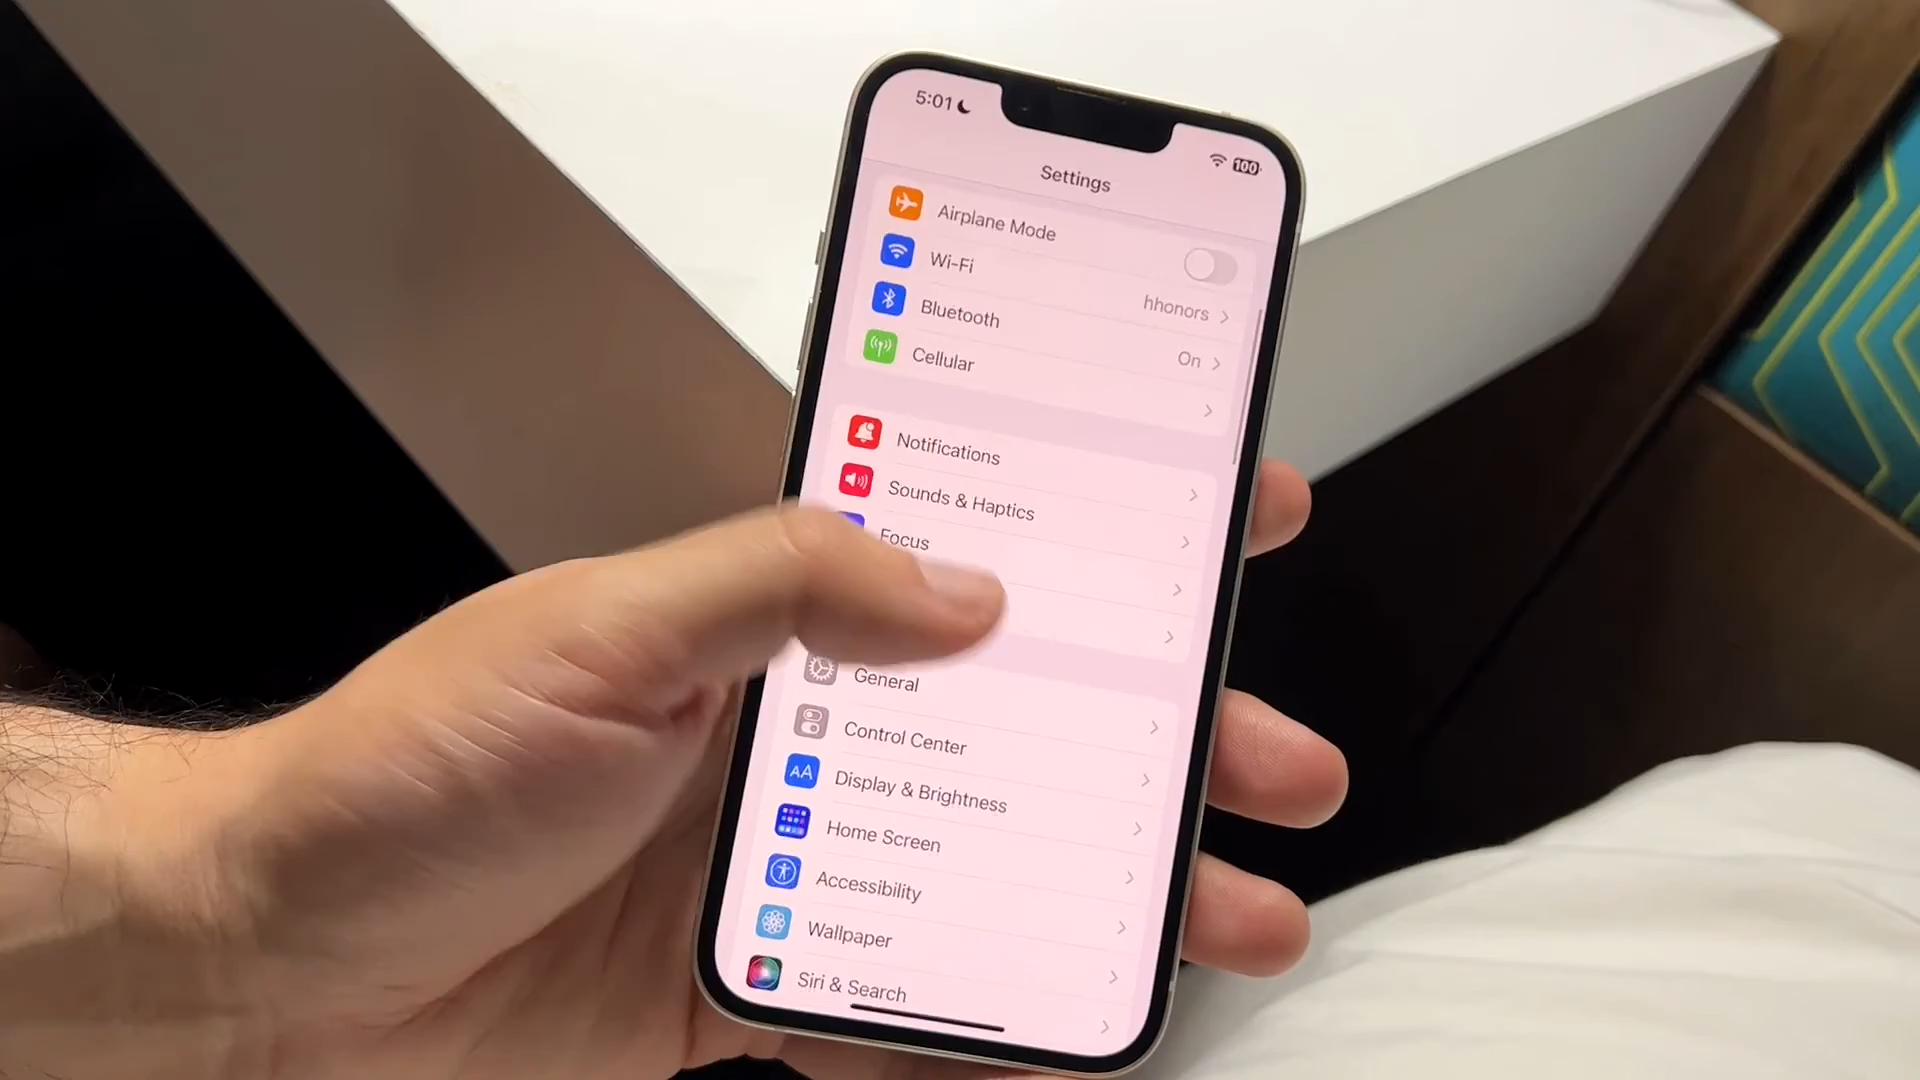 5:01
100
Settings
Airplane Mode
Wi-Fi
hhonors
Bluetooth
On
Cellular
Notifications
Sounds & Haptics
Focus
General
Control Center
AA
Display & Brightness
Home Screen
Accessibility
Wallpaper
Siri & Search